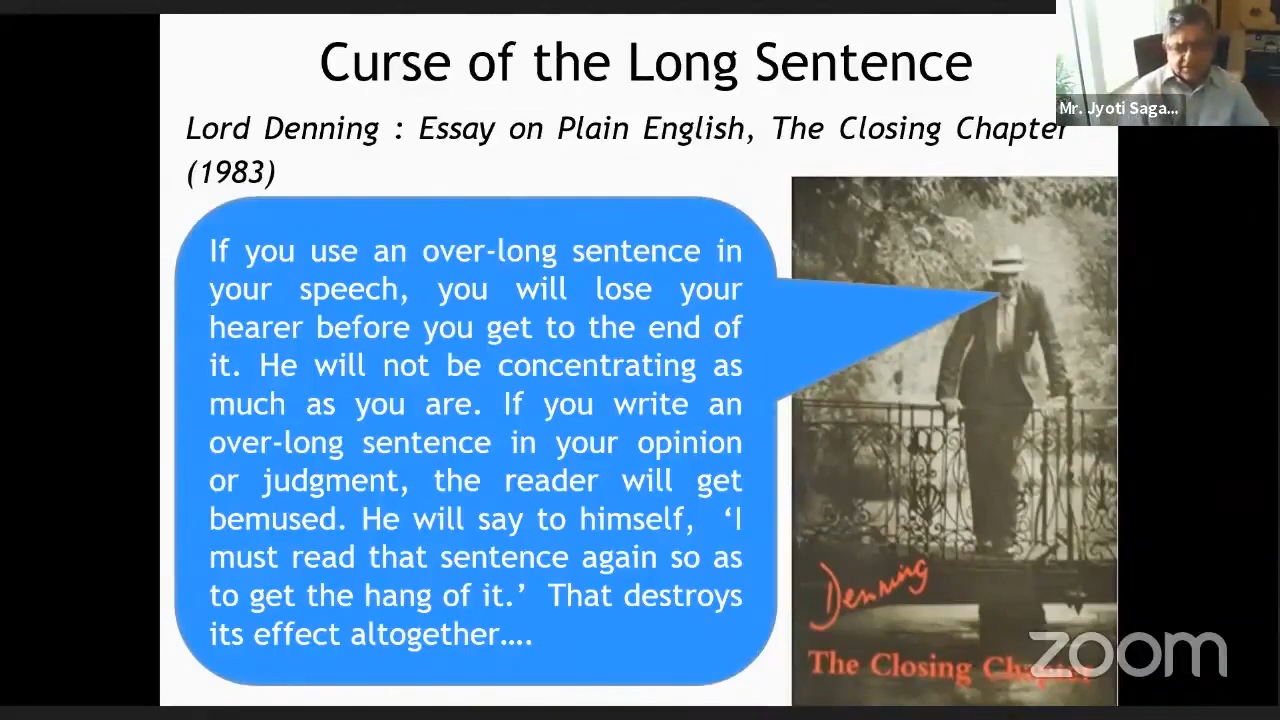 Curse of the Long Sentence
Mr. Jyoti Saga...
Lord Denning : Essay on Plain English, The Closing Chapter
(1983)
If you use an over-long sentence in
your speech, you will lose your
hearer before you get to the end of
it. He will not be concentrating as
much as you are. If you write an
over-long sentence in your opinion
or judgment, the reader will get
bemused. He will say to himself, ‘I
must read that sentence again so as
to get the hang of it.’ That destroys
its effect altogether….
Denning
The Closing Chapter
zoom